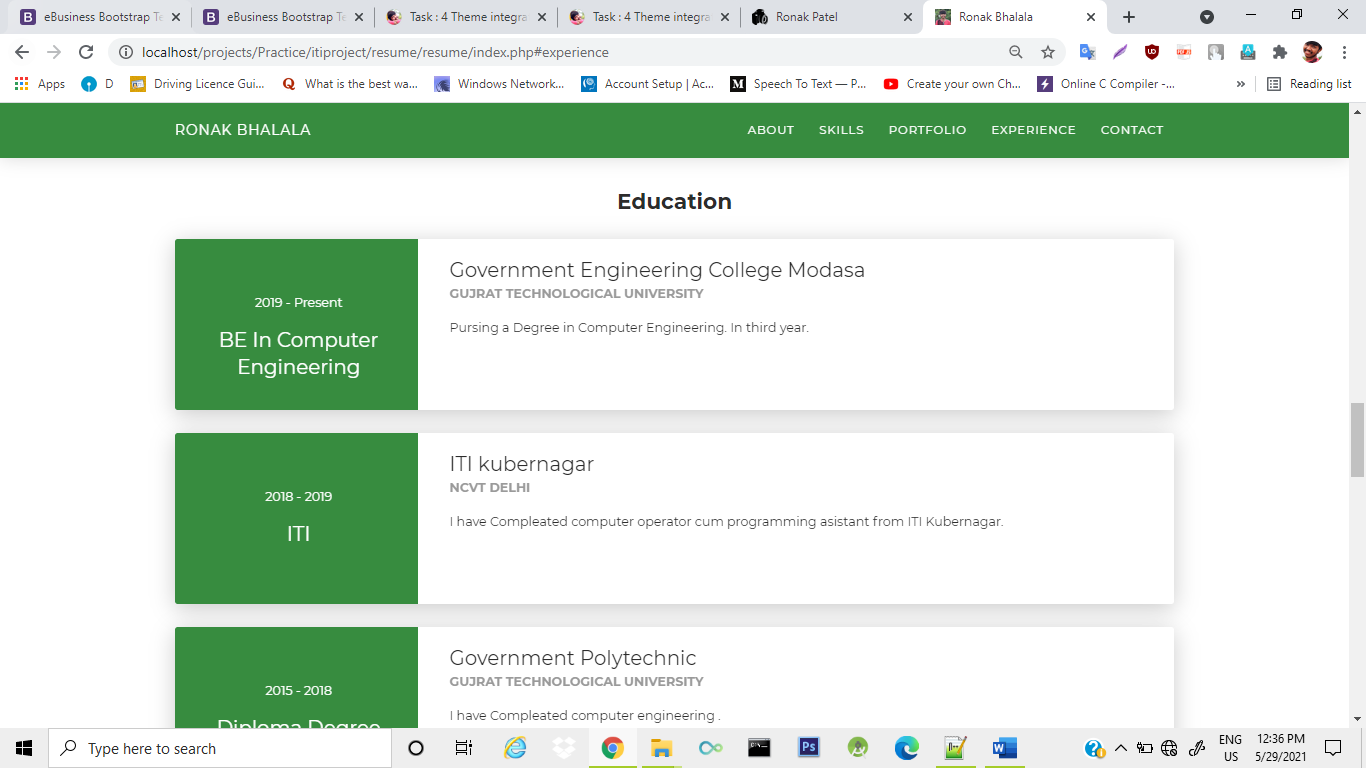 eBusiness Bootstrap Te
eBusiness Bootstrap Te
Task : 4 Theme integra
Task : 4 Theme integra
Ronak Patel
Ronak Bhalala
localhost/projects/Practice/itiproject/resume/resume/index.php#experience
Apps
D
Driving Licence Gui...
What is the best wa...
Windows Network...
Account Setup | Ac...
Speech To Text — P...
Create your own Ch...
Online C Compiler -...
»
Reading list
RONAK BHALALA
ABOUT
SKILLS
PORTFOLIO
EXPERIENCE
CONTACT
Education
2019 - Present
BE In Computer
Engineering
Government Engineering College Modasa
GUJRAT TECHNOLOGICAL UNIVERSITY
Pursing a Degree in Computer Engineering. In third year.
2018 - 2019
ITI
ITI kubernagar
NCVT DELHI
I have Compleated computer operator cum programming asistant from ITI Kubernagar.
2015 - 2018
Diploma Degree
Government Polytechnic
GUJRAT TECHNOLOGICAL UNIVERSITY
I have Compleated computer engineering .
Type here to search
ENG
US
12:36 PM
5/29/2021